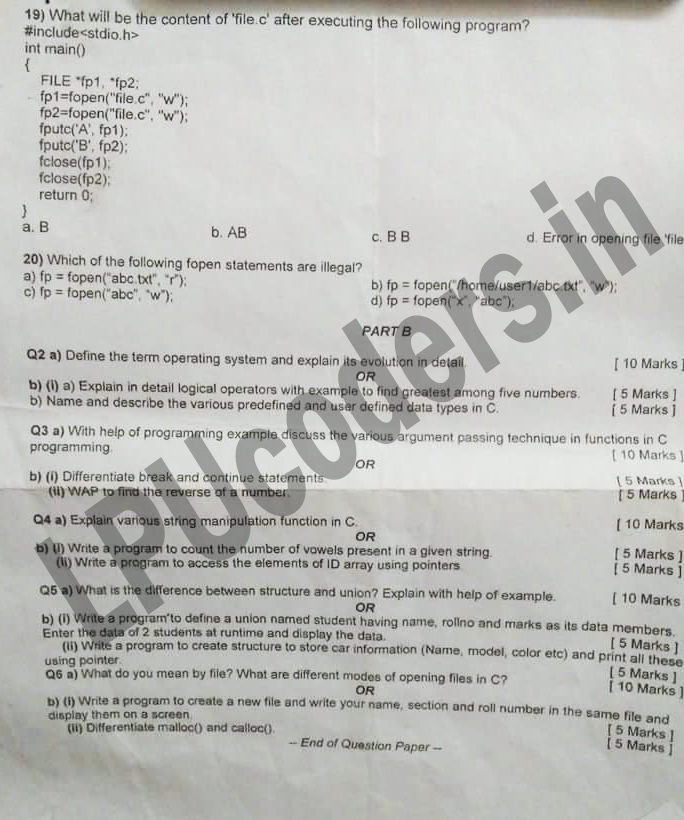 19) What will be the content of 'file.c' after executing the following program?
#include<stdio.h>
int main()
{
FILE *fp1, *fp2;
fp1=fopen("file.c", "w");
fp2=fopen("file.c", "w");
fputc('A', fp1);
fputc('B', fp2);
fclose(fp1);
fclose(fp2);
return 0;
}
a. B b. AB c. B B d. Error in opening file 'file
20) Which of the following fopen statements are illegal?
a) fp = fopen("abc.txt", "r"); b) fp = fopen("/home/user1/abc.txt", "w");
c) fp = fopen("abc", "w"); d) fp = fopen("x", "abc");
PART B
Q2 a) Define the term operating system and explain its evolution in detail. [ 10 Marks ]
OR
b) (i) a) Explain in detail logical operators with example to find greatest among five numbers. [ 5 Marks ]
b) Name and describe the various predefined and user defined data types in C. [ 5 Marks ]
Q3 a) With help of programming example discuss the various argument passing technique in functions in C
programming. [ 10 Marks ]
OR
b) (i) Differentiate break and continue statements. [ 5 Marks ]
(ii) WAP to find the reverse of a number. [ 5 Marks ]
Q4 a) Explain various string manipulation function in C. [ 10 Marks
OR
b) (i) Write a program to count the number of vowels present in a given string. [ 5 Marks ]
(ii) Write a program to access the elements of ID array using pointers. [ 5 Marks ]
Q5 a) What is the difference between structure and union? Explain with help of example. [ 10 Marks
OR
b) (i) Write a program to define a union named student having name, rollno and marks as its data members.
Enter the data of 2 students at runtime and display the data. [ 5 Marks ]
(ii) Write a program to create structure to store car information (Name, model, color etc) and print all these
using pointer. [ 5 Marks ]
Q6 a) What do you mean by file? What are different modes of opening files in C? [ 10 Marks ]
OR
b) (i) Write a program to create a new file and write your name, section and roll number in the same file and
display them on a screen. [ 5 Marks ]
(ii) Differentiate malloc() and calloc(). [ 5 Marks ]
-- End of Question Paper --
LPUcoders.in